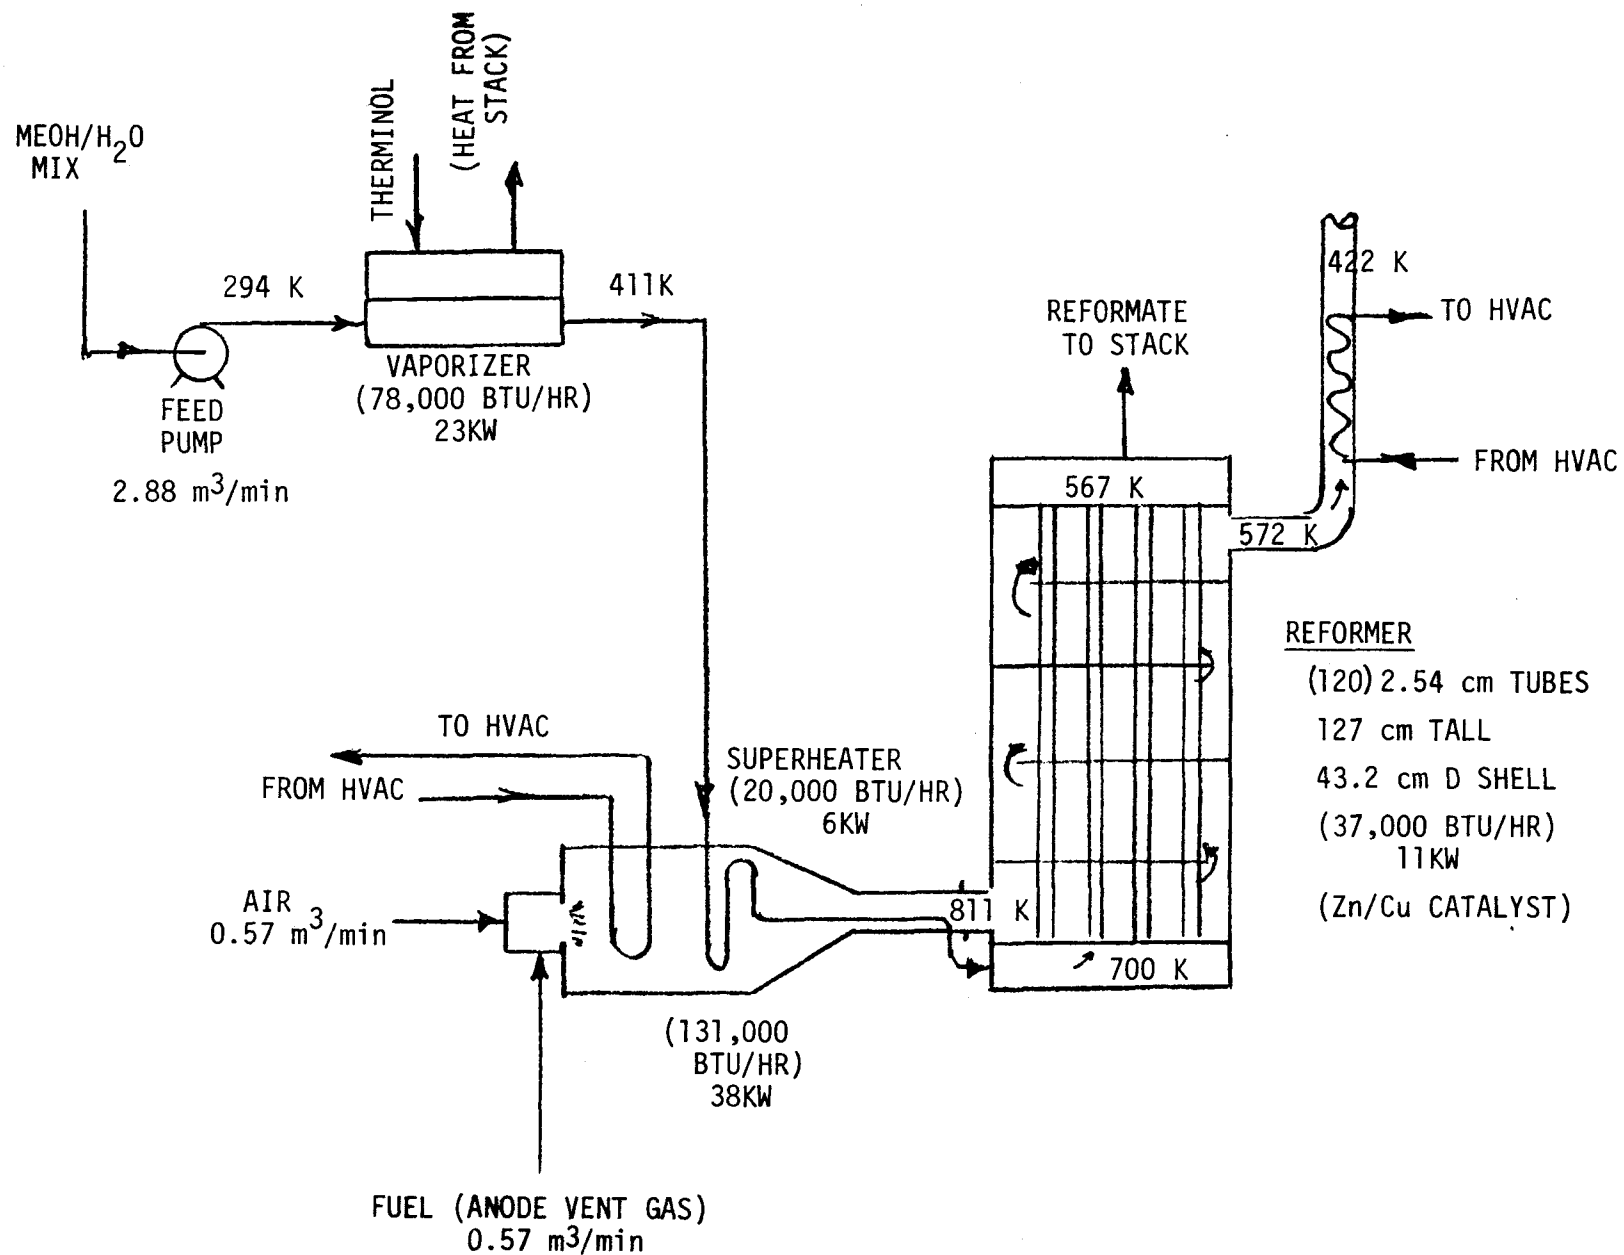 MEOH/H2O
MIX
THERMINOL
(HEAT FROM
STACK)
294 K
411K
VAPORIZER
(78,000 BTU/HR)
23KW
FEED
PUMP
2.88 m3/min
REFORMATE
TO STACK
422 K
TO HVAC
FROM HVAC
567 K
572 K
REFORMER
(120) 2.54 cm TUBES
127 cm TALL
43.2 cm D SHELL
(37,000 BTU/HR)
11KW
(Zn/Cu CATALYST)
TO HVAC
FROM HVAC
SUPERHEATER
(20,000 BTU/HR)
6KW
AIR
0.57 m3/min
811 K
700 K
(131,000
BTU/HR)
38KW
FUEL (ANODE VENT GAS)
0.57 m3/min